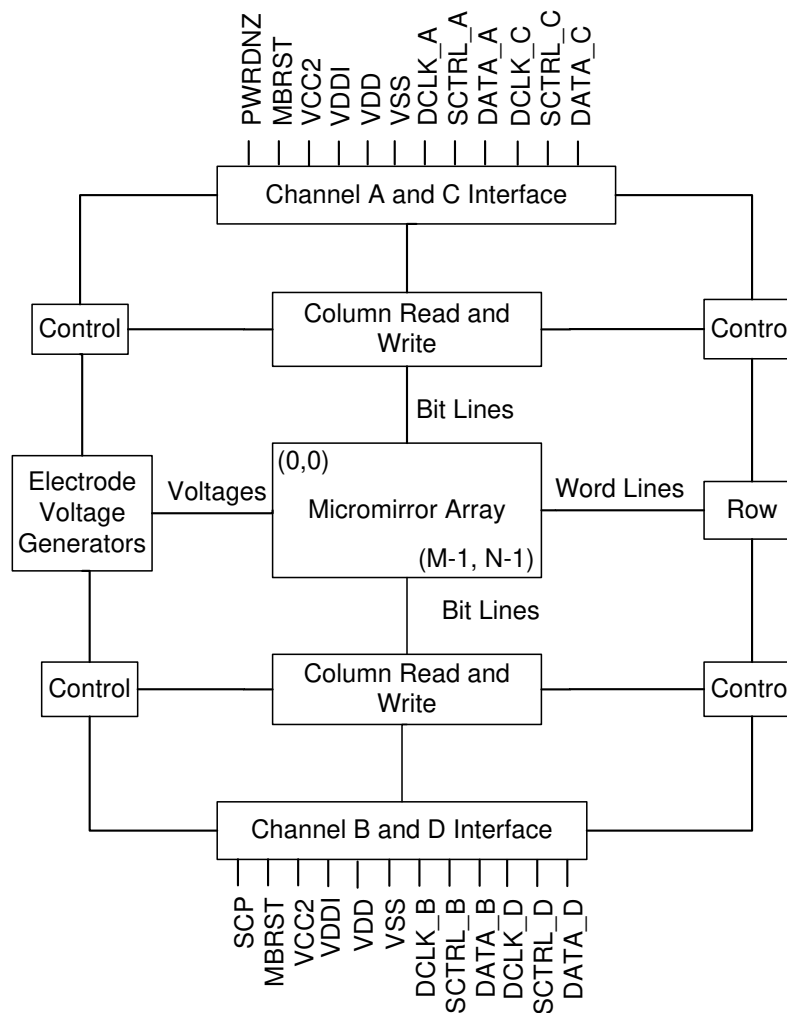 PWRDNZ
MBRST
VCC2
VDDI
VDD
VSS
DCLK_A
SCTRL_A
DATA_A
DCLK_C
SCTRL_C
DATA_C
Channel A and C Interface
Control
Column Read and
Write
Control
Bit Lines
(0,0)
Electrode
Voltage
Generators
Voltages
Micromirror Array
Word Lines
Row
(M-1, N-1)
Bit Lines
Control
Column Read and
Write
Control
Channel B and D Interface
SCP
MBRST
VCC2
VDDI
VDD
VSS
DCLK_B
SCTRL_B
DATA_B
DCLK_D
SCTRL_D
DATA_D